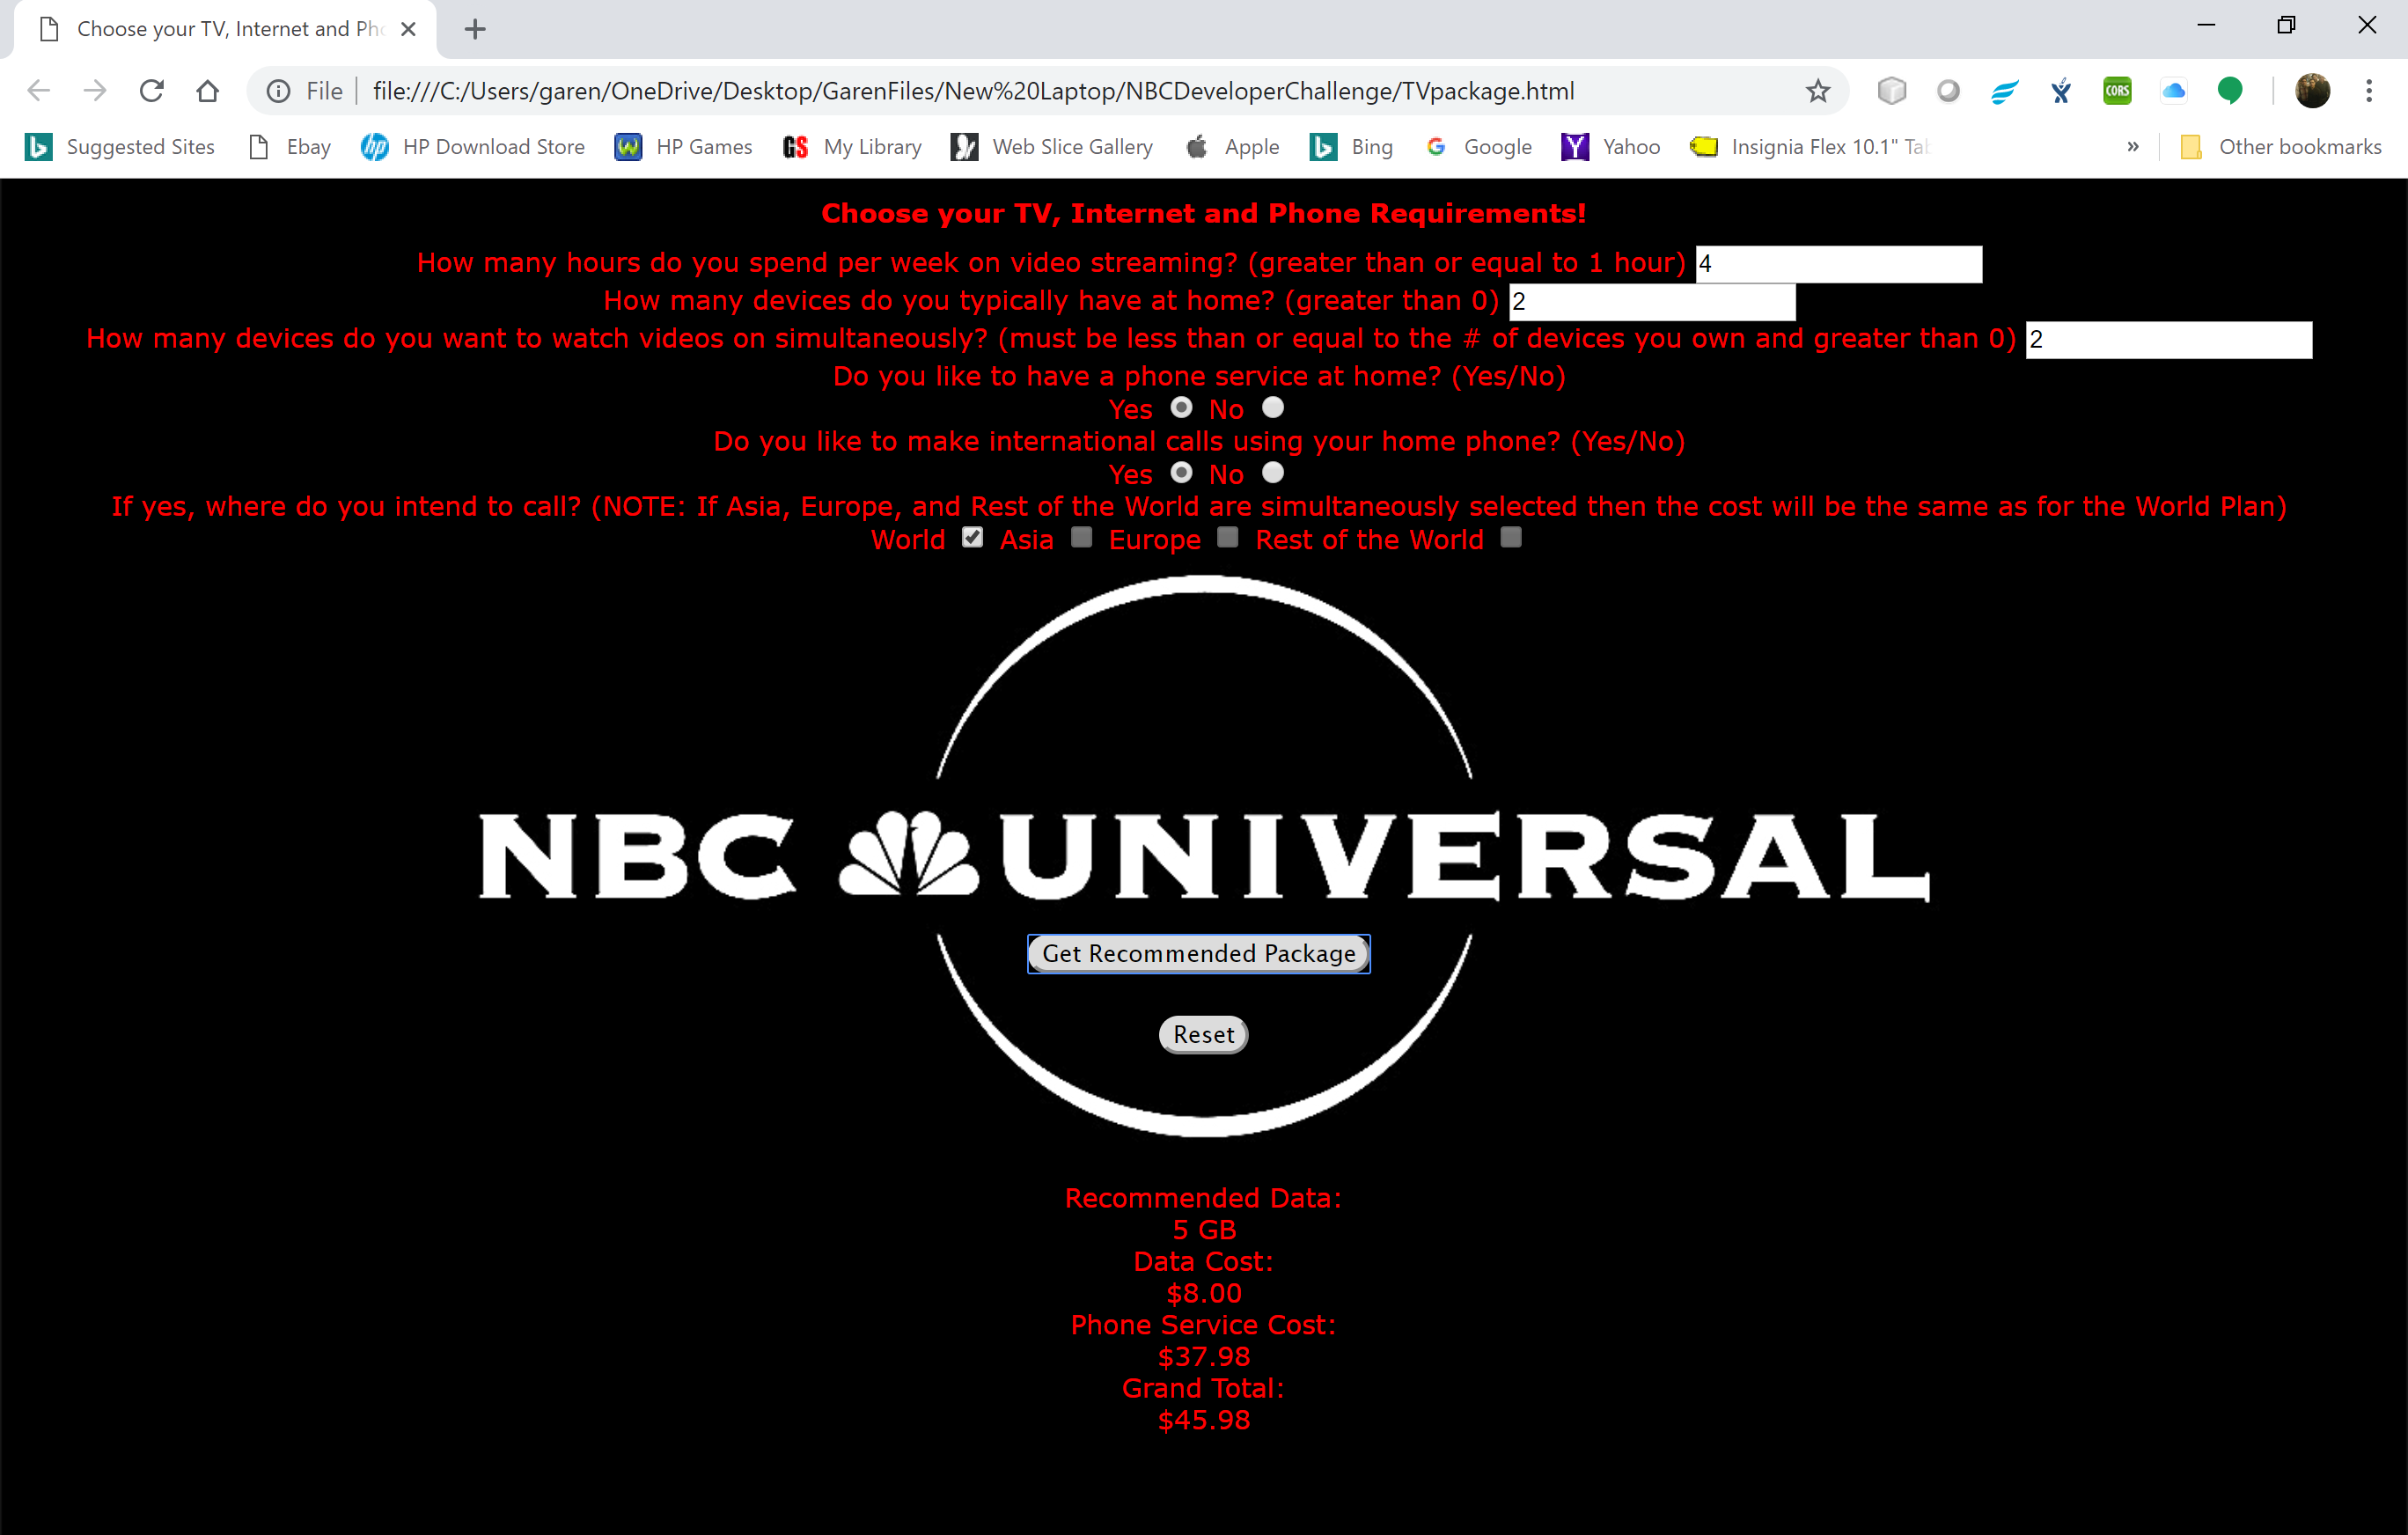 Choose your TV, Internet and Pho
File
file:///C:/Users/garen/OneDrive/Desktop/GarenFiles/New%20Laptop/NBCDeveloperChallenge/TVpackage.html
CORS
Suggested Sites Ebay HP Download Store HP Games GS My Library Web Slice Gallery Apple Bing Google Yahoo Insignia Flex 10.1" Tab » Other bookmarks
Choose your TV, Internet and Phone Requirements!
How many hours do you spend per week on video streaming? (greater than or equal to 1 hour) 4
How many devices do you typically have at home? (greater than 0) 2
How many devices do you want to watch videos on simultaneously? (must be less than or equal to the # of devices you own and greater than 0) 2
Do you like to have a phone service at home? (Yes/No)
Yes No
Do you like to make international calls using your home phone? (Yes/No)
Yes No
If yes, where do you intend to call? (NOTE: If Asia, Europe, and Rest of the World are simultaneously selected then the cost will be the same as for the World Plan)
World Asia Europe Rest of the World
NBC UNIVERSAL
Get Recommended Package
Reset
Recommended Data:
5 GB
Data Cost:
$8.00
Phone Service Cost:
$37.98
Grand Total:
$45.98